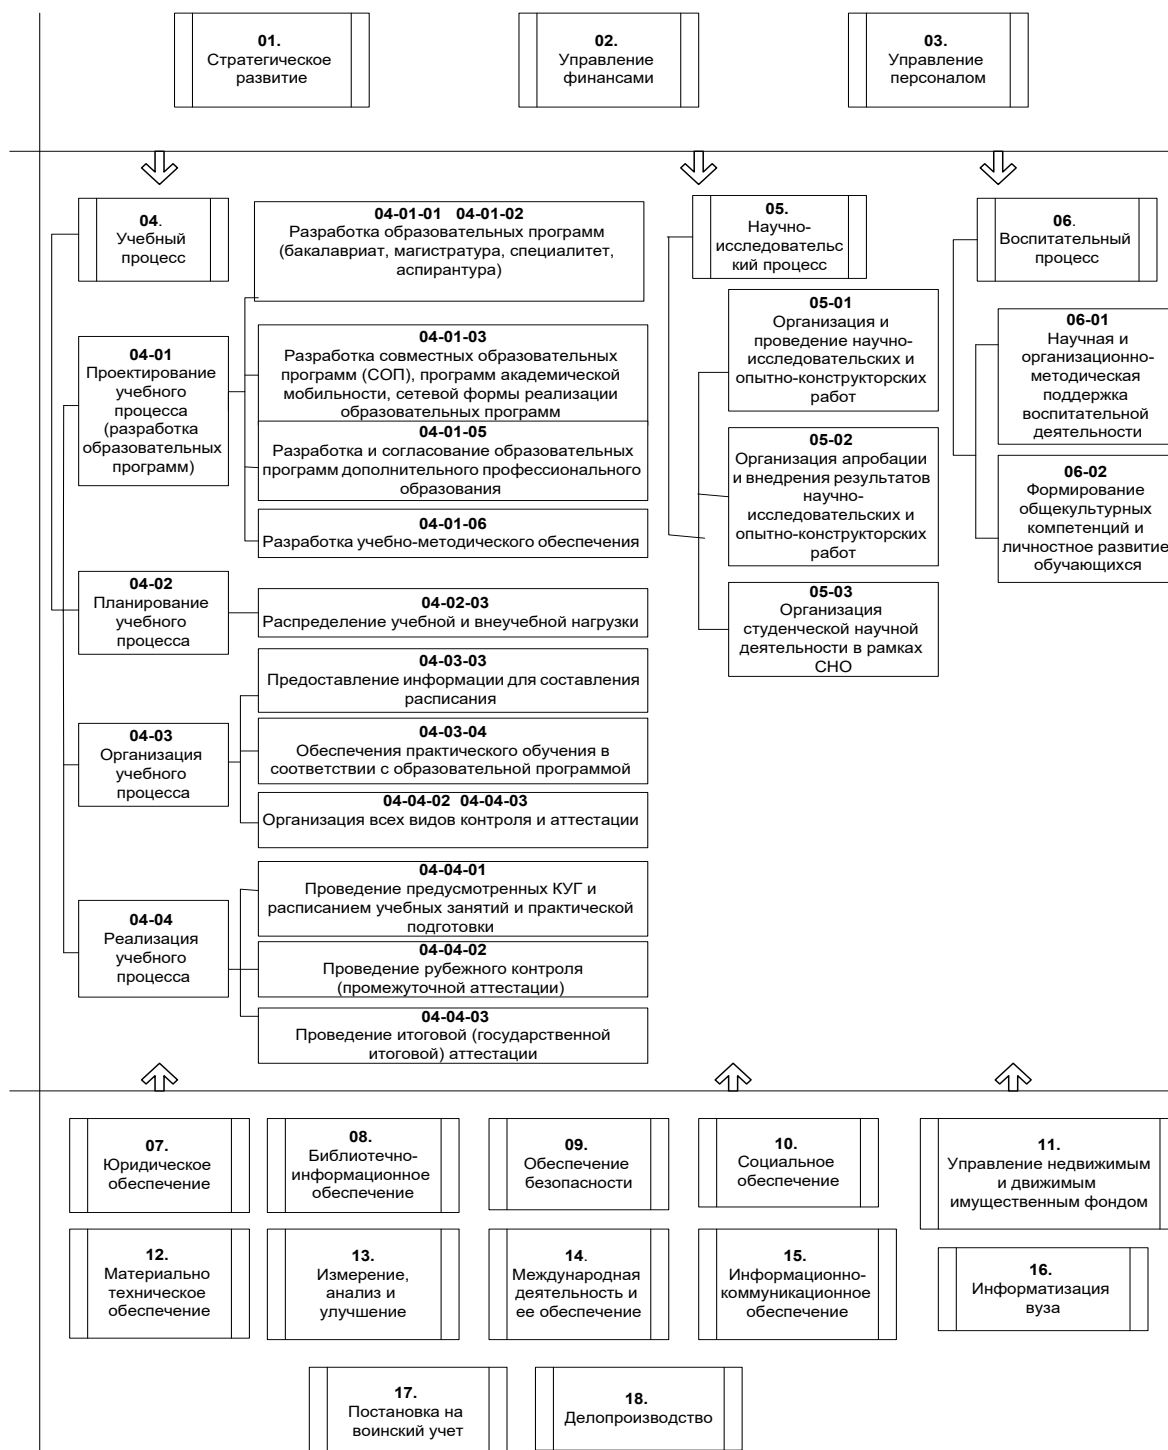 01.
Стратегическое
развитие
02.
Управление
финансами
03.
Управление
персоналом
04.
Учебный
процесс
04-01-01 04-01-02
Разработка образовательных программ
(бакалавриат, магистратура, специалитет,
аспирантура)
04-01
Проектирование
учебного
процесса
(разработка
образовательных
программ)
04-01-03
Разработка совместных образовательных
программ (СОП), программ академической
мобильности, сетевой формы реализации
образовательных программ
04-01-05
Разработка и согласование образовательных
программ дополнительного профессионального
образования
04-01-06
Разработка учебно-методического обеспечения
04-02
Планирование
учебного
процесса
04-02-03
Распределение учебной и внеучебной нагрузки
04-03
Организация
учебного
процесса
04-03-03
Предоставление информации для составления
расписания
04-03-04
Обеспечения практического обучения в
соответствии с образовательной программой
04-04-02 04-04-03
Организация всех видов контроля и аттестации
04-04
Реализация
учебного
процесса
04-04-01
Проведение предусмотренных КУГ и
расписанием учебных занятий и практической
подготовки
04-04-02
Проведение рубежного контроля
(промежуточной аттестации)
04-04-03
Проведение итоговой (государственной
итоговой) аттестации
05.
Научно-
исследовательс
кий процесс
05-01
Организация и
проведение научно-
исследовательских и
опытно-конструкторских
работ
05-02
Организация апробации
и внедрения результатов
научно-
исследовательских и
опытно-конструкторских
работ
05-03
Организация
студенческой научной
деятельности в рамках
СНО
06.
Воспитательный
процесс
06-01
Научная и
организационно-
методическая
поддержка
воспитательной
деятельности
06-02
Формирование
общекультурных
компетенций и
личностное развитие
обучающихся
07.
Юридическое
обеспечение
08.
Библиотечно-
информационное
обеспечение
09.
Обеспечение
безопасности
10.
Социальное
обеспечение
11.
Управление недвижимым
и движимым
имущественным фондом
12.
Материально
техническое
обеспечение
13.
Измерение,
анализ и
улучшение
14.
Международная
деятельность и
ее обеспечение
15.
Информационно-
коммуникационное
обеспечение
16.
Информатизация
вуза
17.
Постановка на
воинский учет
18.
Делопроизводство